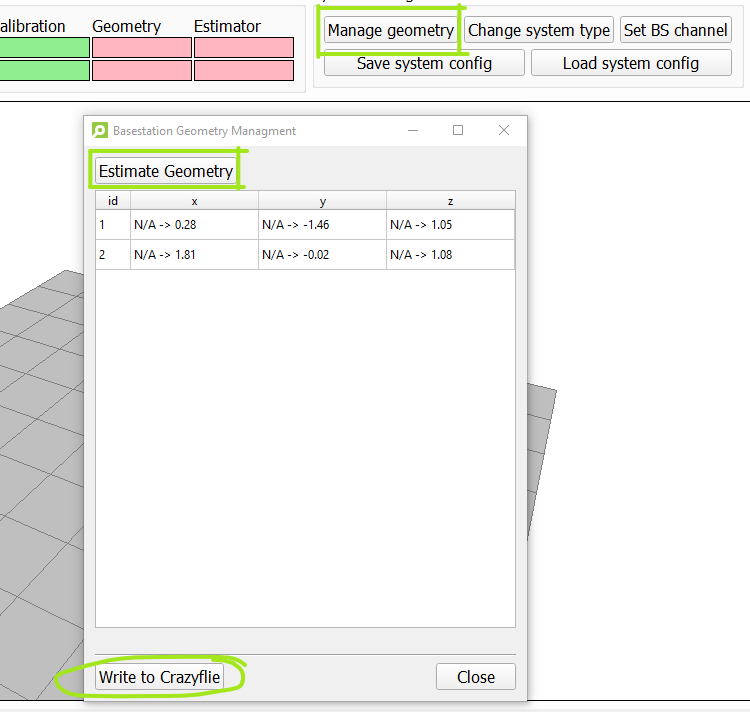 alibration Geometry Estimator
Manage geometry Change system type Set BS channel
Save system config Load system config
Basestation Geometry Managment
Estimate Geometry
id x y z
1 N/A -> 0.28 N/A -> -1.46 N/A -> 1.05
2 N/A -> 1.81 N/A -> -0.02 N/A -> 1.08
Write to Crazyflie Close